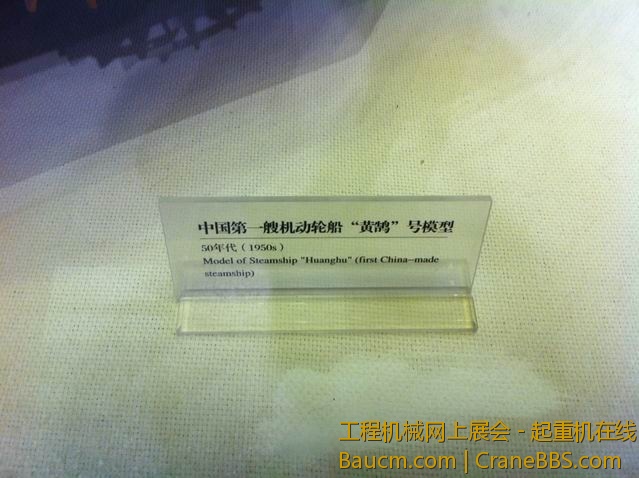 中国第一艘机动轮船“黄鹄”号模型
50年代（1950s）
Model of Steamship "Huanghu" (first China-made
steamship)
工程机械网上展会 - 起重机在线
Baucm.com | CraneBBS.com